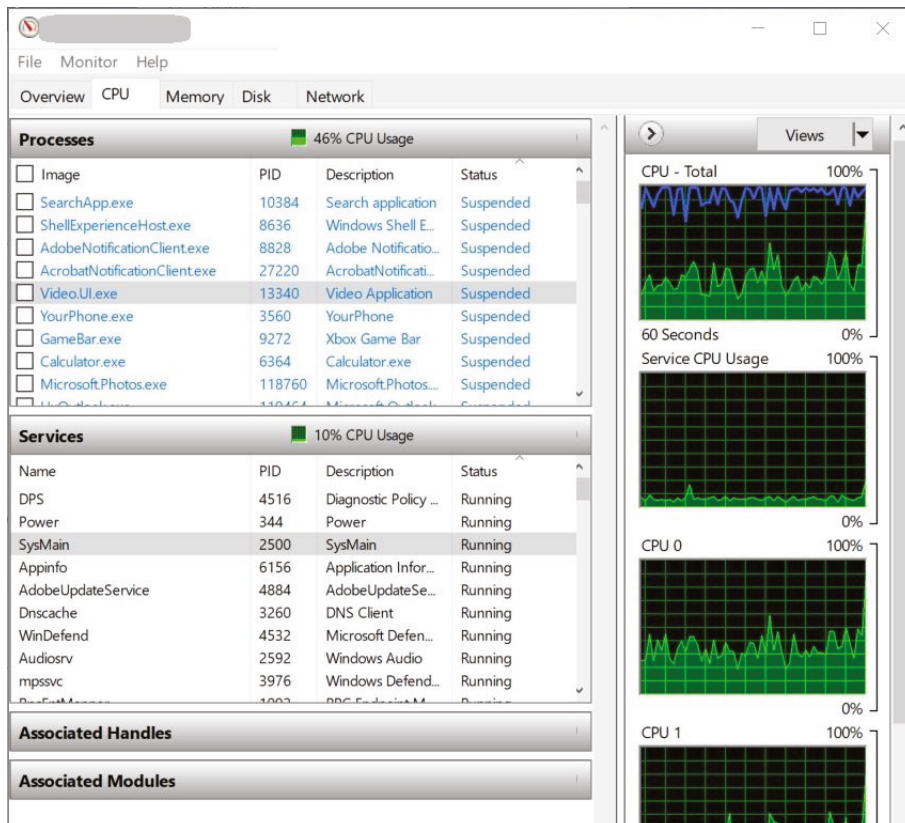 File Monitor Help
Overview CPU Memory Disk Network
Processes 46% CPU Usage
Image PID Description Status
SearchApp.exe 10384 Search application Suspended
ShellExperienceHost.exe 8636 Windows Shell E... Suspended
AdobeNotificationClient.exe 8828 Adobe Notificatio... Suspended
AcrobatNotificationClient.exe 27220 AcrobatNotificati... Suspended
Video.UI.exe 13340 Video Application Suspended
YourPhone.exe 3560 YourPhone Suspended
GameBar.exe 9272 Xbox Game Bar Suspended
Calculator.exe 6364 Calculator.exe Suspended
Microsoft.Photos.exe 118760 Microsoft.Photos.... Suspended
Services 10% CPU Usage
Name PID Description Status
DPS 4516 Diagnostic Policy ... Running
Power 344 Power Running
SysMain 2500 SysMain Running
Appinfo 6156 Application Infor... Running
AdobeUpdateService 4884 AdobeUpdateSe... Running
Dnscache 3260 DNS Client Running
WinDefend 4532 Microsoft Defen... Running
Audiosrv 2592 Windows Audio Running
mpssvc 3976 Windows Defend... Running
Associated Handles
Associated Modules
Views
CPU - Total 100%
60 Seconds 0%
Service CPU Usage 100%
0%
CPU 0 100%
0%
CPU 1 100%